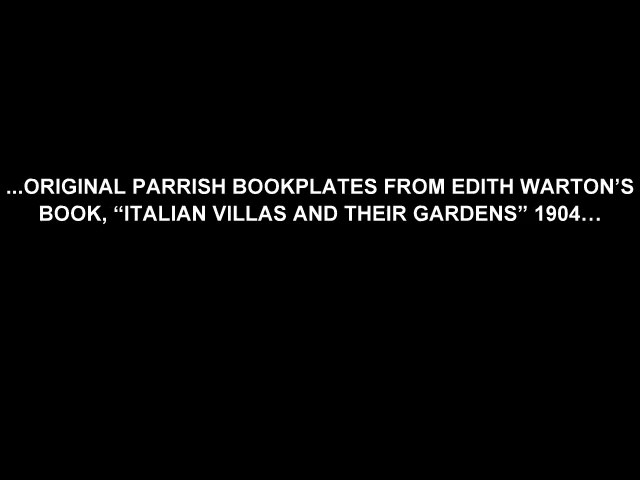 ...ORIGINAL PARRISH BOOKPLATES FROM EDITH WARTON’S
BOOK, “ITALIAN VILLAS AND THEIR GARDENS” 1904…